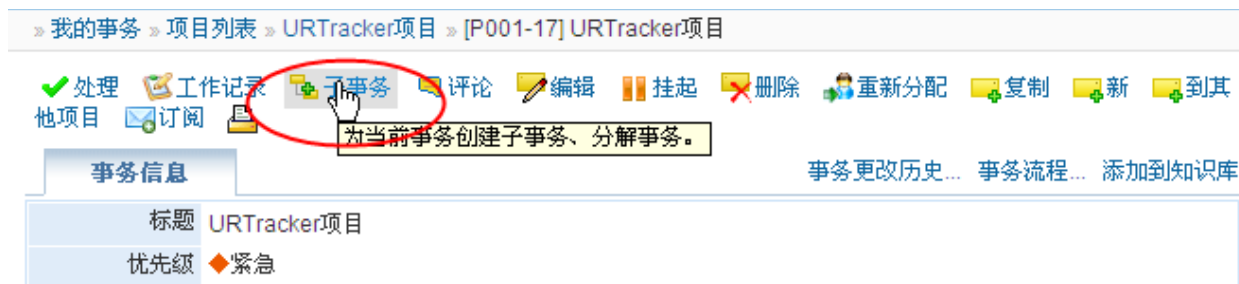 » 我的事务 » 项目列表 » URTracker项目 » [P001-17] URTracker项目
处理 工作记录 子事务 评论 编辑 挂起 删除 重新分配 复制 新 到其
他项目 订阅
为当前事务创建子事务、分解事务。
事务信息 事务更改历史... 事务流程... 添加到知识库
标题 URTracker项目
优先级 紧急